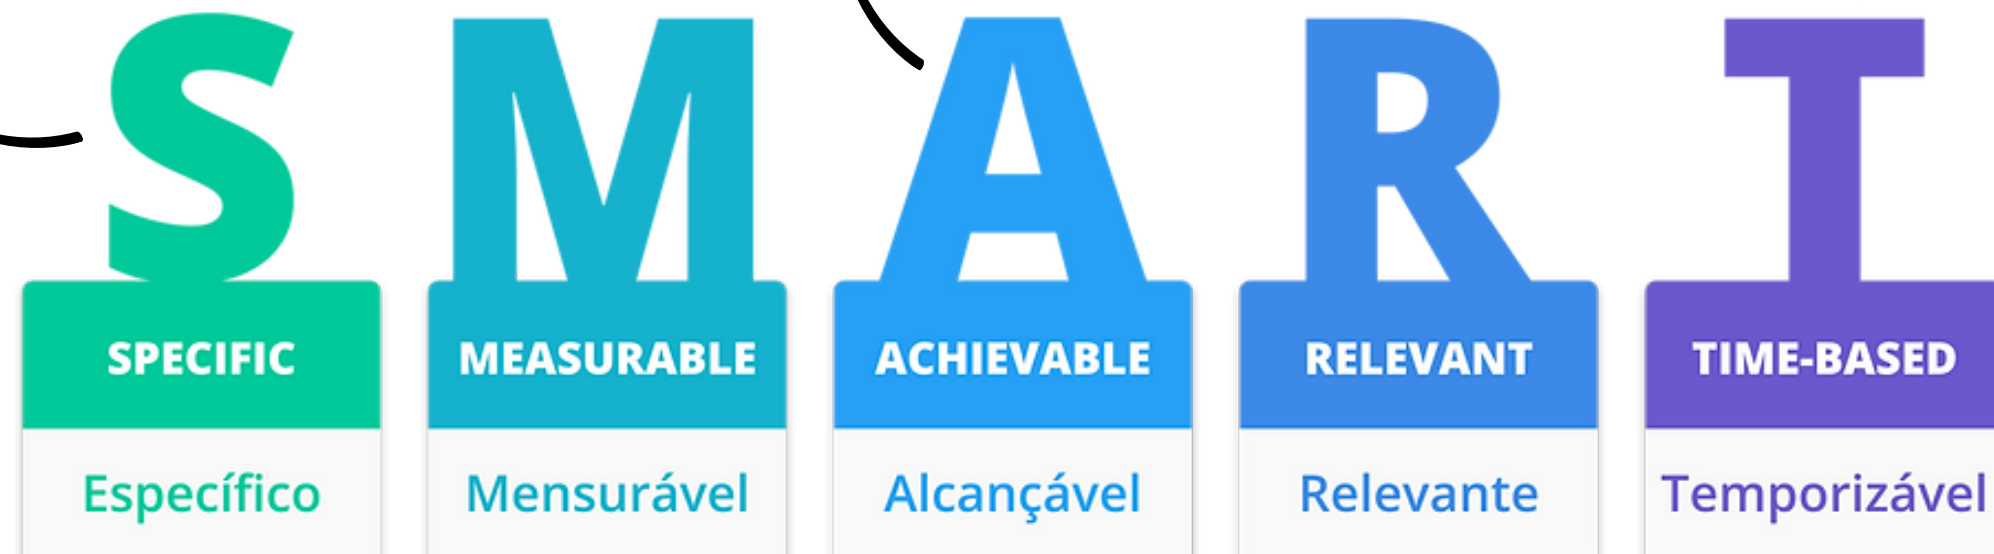 S M A R T
SPECIFIC MEASURABLE ACHIEVABLE RELEVANT TIME-BASED
Específico Mensurável Alcançável Relevante Temporizável